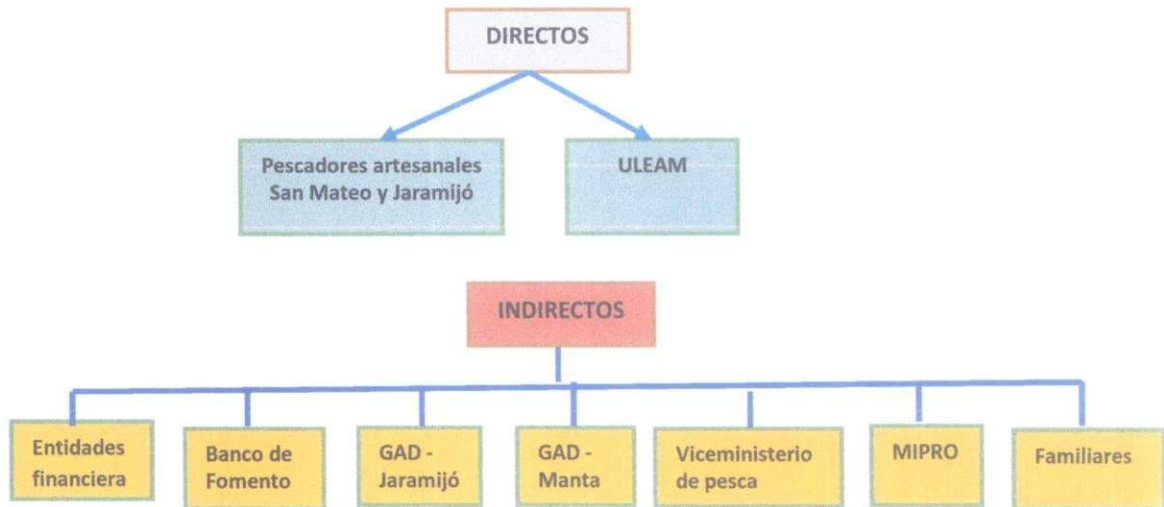 DIRECTOS
Pescadores artesanales
San Mateo y Jaramijó
ULEAM
INDIRECTOS
Entidades
financiera
Banco de
Fomento
GAD -
Jaramijó
GAD -
Manta
Viceministerio
de pesca
MIPRO
Familiares